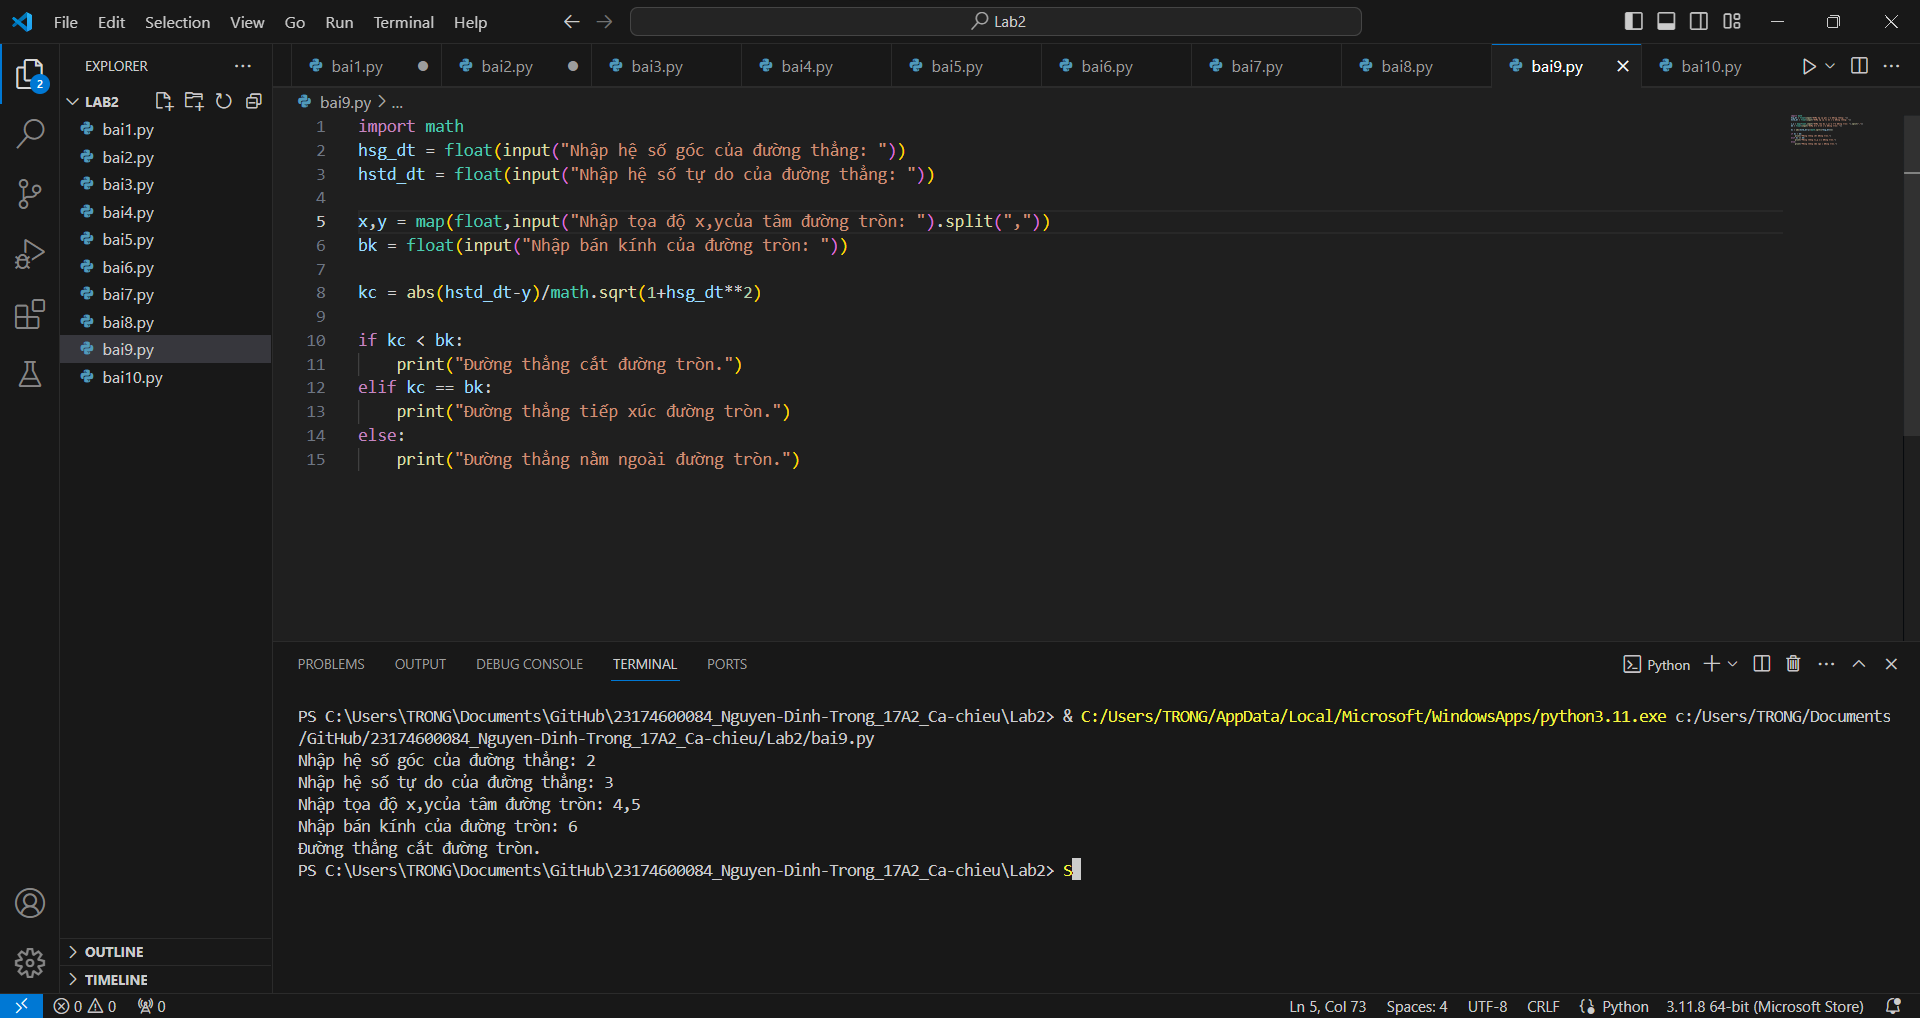 File Edit Selection View Go Run Terminal Help
Lab2
EXPLORER
bai1.py bai2.py bai3.py bai4.py bai5.py bai6.py bai7.py bai8.py bai9.py bai10.py
2
LAB2
bai1.py
bai2.py
bai3.py
bai4.py
bai5.py
bai6.py
bai7.py
bai8.py
bai9.py
bai10.py
OUTLINE
TIMELINE
bai9.py > ...
1 import math
2 hsg_dt = float(input("Nhập hệ số góc của đường thẳng: "))
3 hstd_dt = float(input("Nhập hệ số tự do của đường thẳng: "))
4
5 x,y = map(float,input("Nhập tọa độ x,ycủa tâm đường tròn: ").split(","))
6 bk = float(input("Nhập bán kính của đường tròn: "))
7
8 kc = abs(hstd_dt-y)/math.sqrt(1+hsg_dt**2)
9
10 if kc < bk:
11     print("Đường thẳng cắt đường tròn.")
12 elif kc == bk:
13     print("Đường thẳng tiếp xúc đường tròn.")
14 else:
15     print("Đường thẳng nằm ngoài đường tròn.")
PROBLEMS OUTPUT DEBUG CONSOLE TERMINAL PORTS
Python
PS C:\Users\TRONG\Documents\GitHub\23174600084_Nguyen-Dinh-Trong_17A2_Ca-chieu\Lab2> & C:/Users/TRONG/AppData/Local/Microsoft/WindowsApps/python3.11.exe c:/Users/TRONG/Documents
/GitHub/23174600084_Nguyen-Dinh-Trong_17A2_Ca-chieu/Lab2/bai9.py
Nhập hệ số góc của đường thẳng: 2
Nhập hệ số tự do của đường thẳng: 3
Nhập tọa độ x,ycủa tâm đường tròn: 4,5
Nhập bán kính của đường tròn: 6
Đường thẳng cắt đường tròn.
PS C:\Users\TRONG\Documents\GitHub\23174600084_Nguyen-Dinh-Trong_17A2_Ca-chieu\Lab2> S
0 0 0
Ln 5, Col 73 Spaces: 4 UTF-8 CRLF Python 3.11.8 64-bit (Microsoft Store)